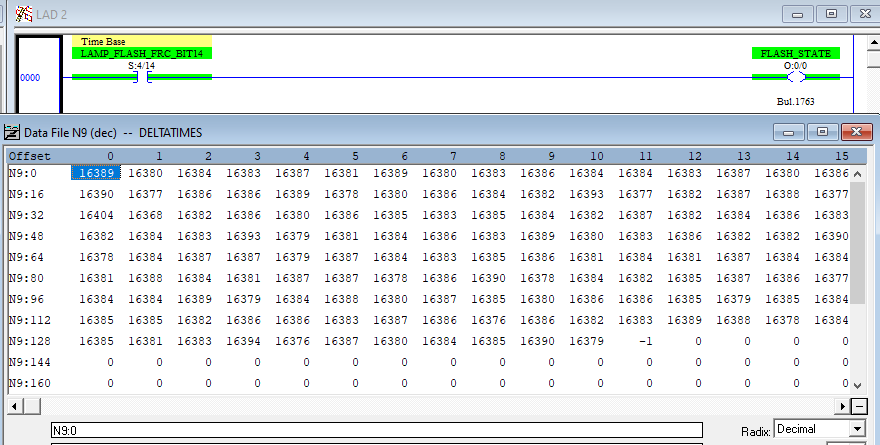 LAD 2
Time Base
LAMP_FLASH_FRC_BIT14
FLASH_STATE
S:4/14
O:0/0
0000
Bul.1763
Data File N9 (dec) -- DELTATIMES
Offset 0 1 2 3 4 5 6 7 8 9 10 11 12 13 14 15
N9:0 16389 16380 16384 16383 16387 16381 16389 16380 16383 16386 16384 16384 16383 16387 16380 16386
N9:16 16390 16377 16386 16386 16389 16378 16380 16386 16384 16382 16393 16377 16382 16387 16388 16377
N9:32 16404 16368 16382 16386 16380 16386 16385 16383 16385 16384 16382 16387 16382 16384 16386 16383
N9:48 16382 16384 16383 16393 16379 16381 16384 16386 16383 16389 16380 16383 16386 16382 16382 16390
N9:64 16379 16384 16387 16387 16379 16387 16384 16383 16385 16386 16381 16384 16381 16387 16384 16384
N9:80 16381 16388 16384 16381 16387 16387 16378 16386 16390 16378 16384 16382 16385 16387 16386 16377
N9:96 16384 16384 16389 16379 16384 16388 16380 16387 16385 16380 16386 16386 16385 16379 16385 16384
N9:112 16385 16385 16382 16386 16386 16383 16387 16386 16376 16386 16382 16383 16389 16388 16378 16384
N9:128 16385 16381 16383 16394 16376 16387 16380 16384 16385 16390 16379 -1 0 0 0 0
N9:144 0 0 0 0 0 0 0 0 0 0 0 0 0 0 0 0
N9:160 0 0 0 0 0 0 0 0 0 0 0 0 0 0 0 0
N9:0
Radix: Decimal